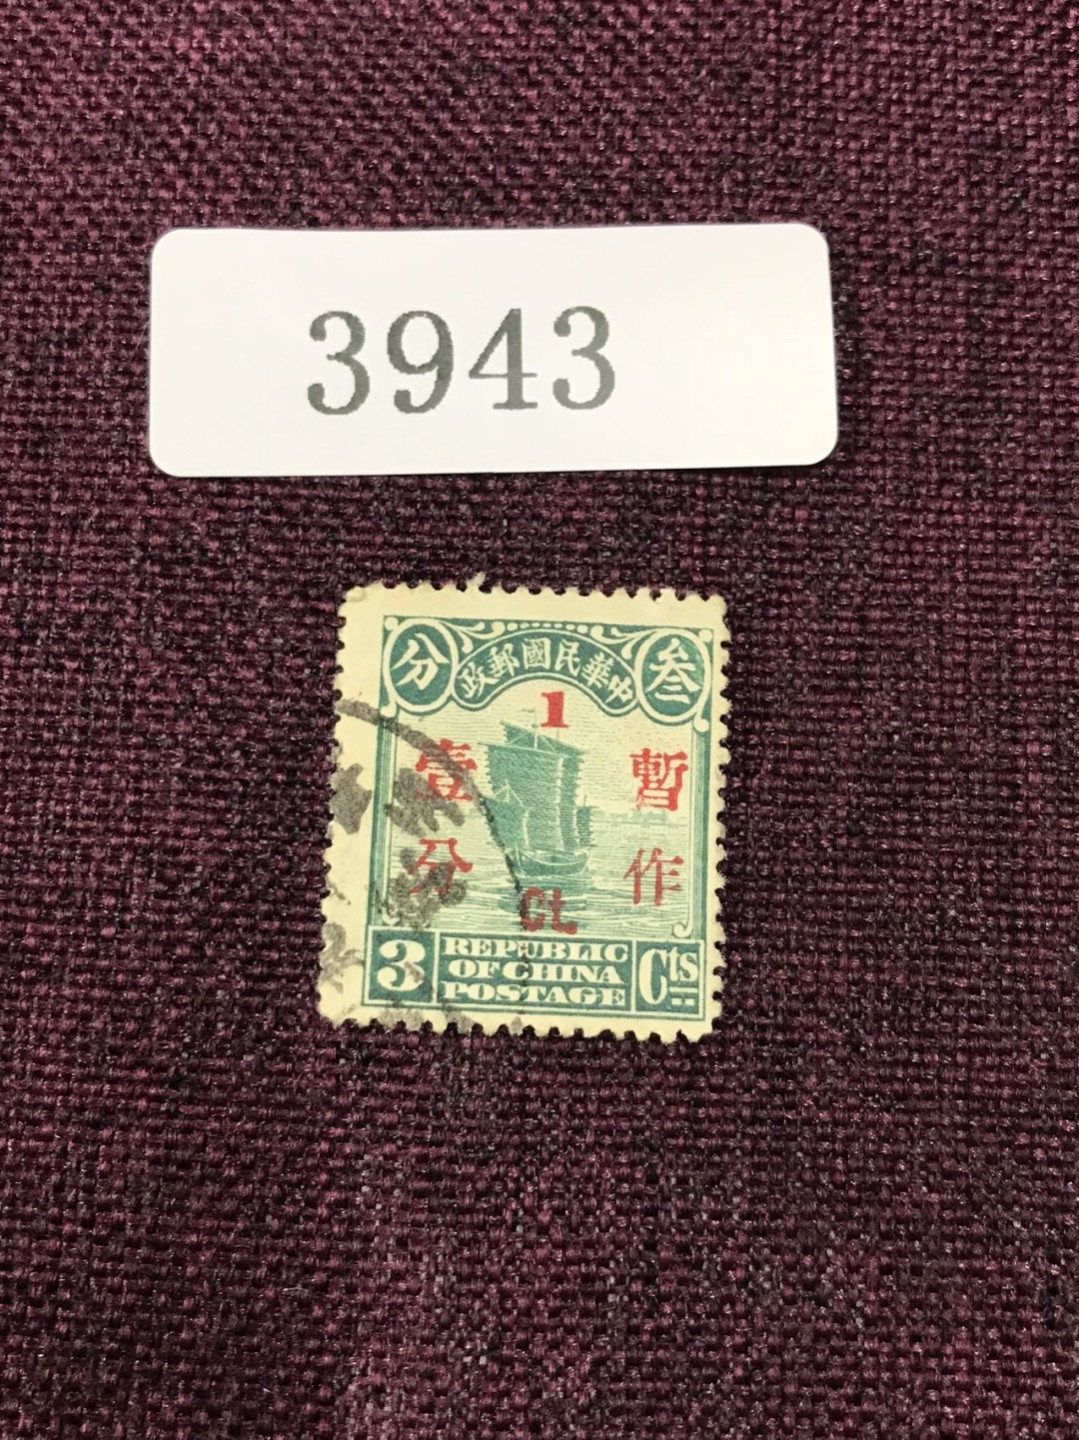 3943
分
政郵國民華中
叁
1
壹 暫
分 作
Ct.
3
REPUBLIC
OF CHINA
POSTAGE
Cts